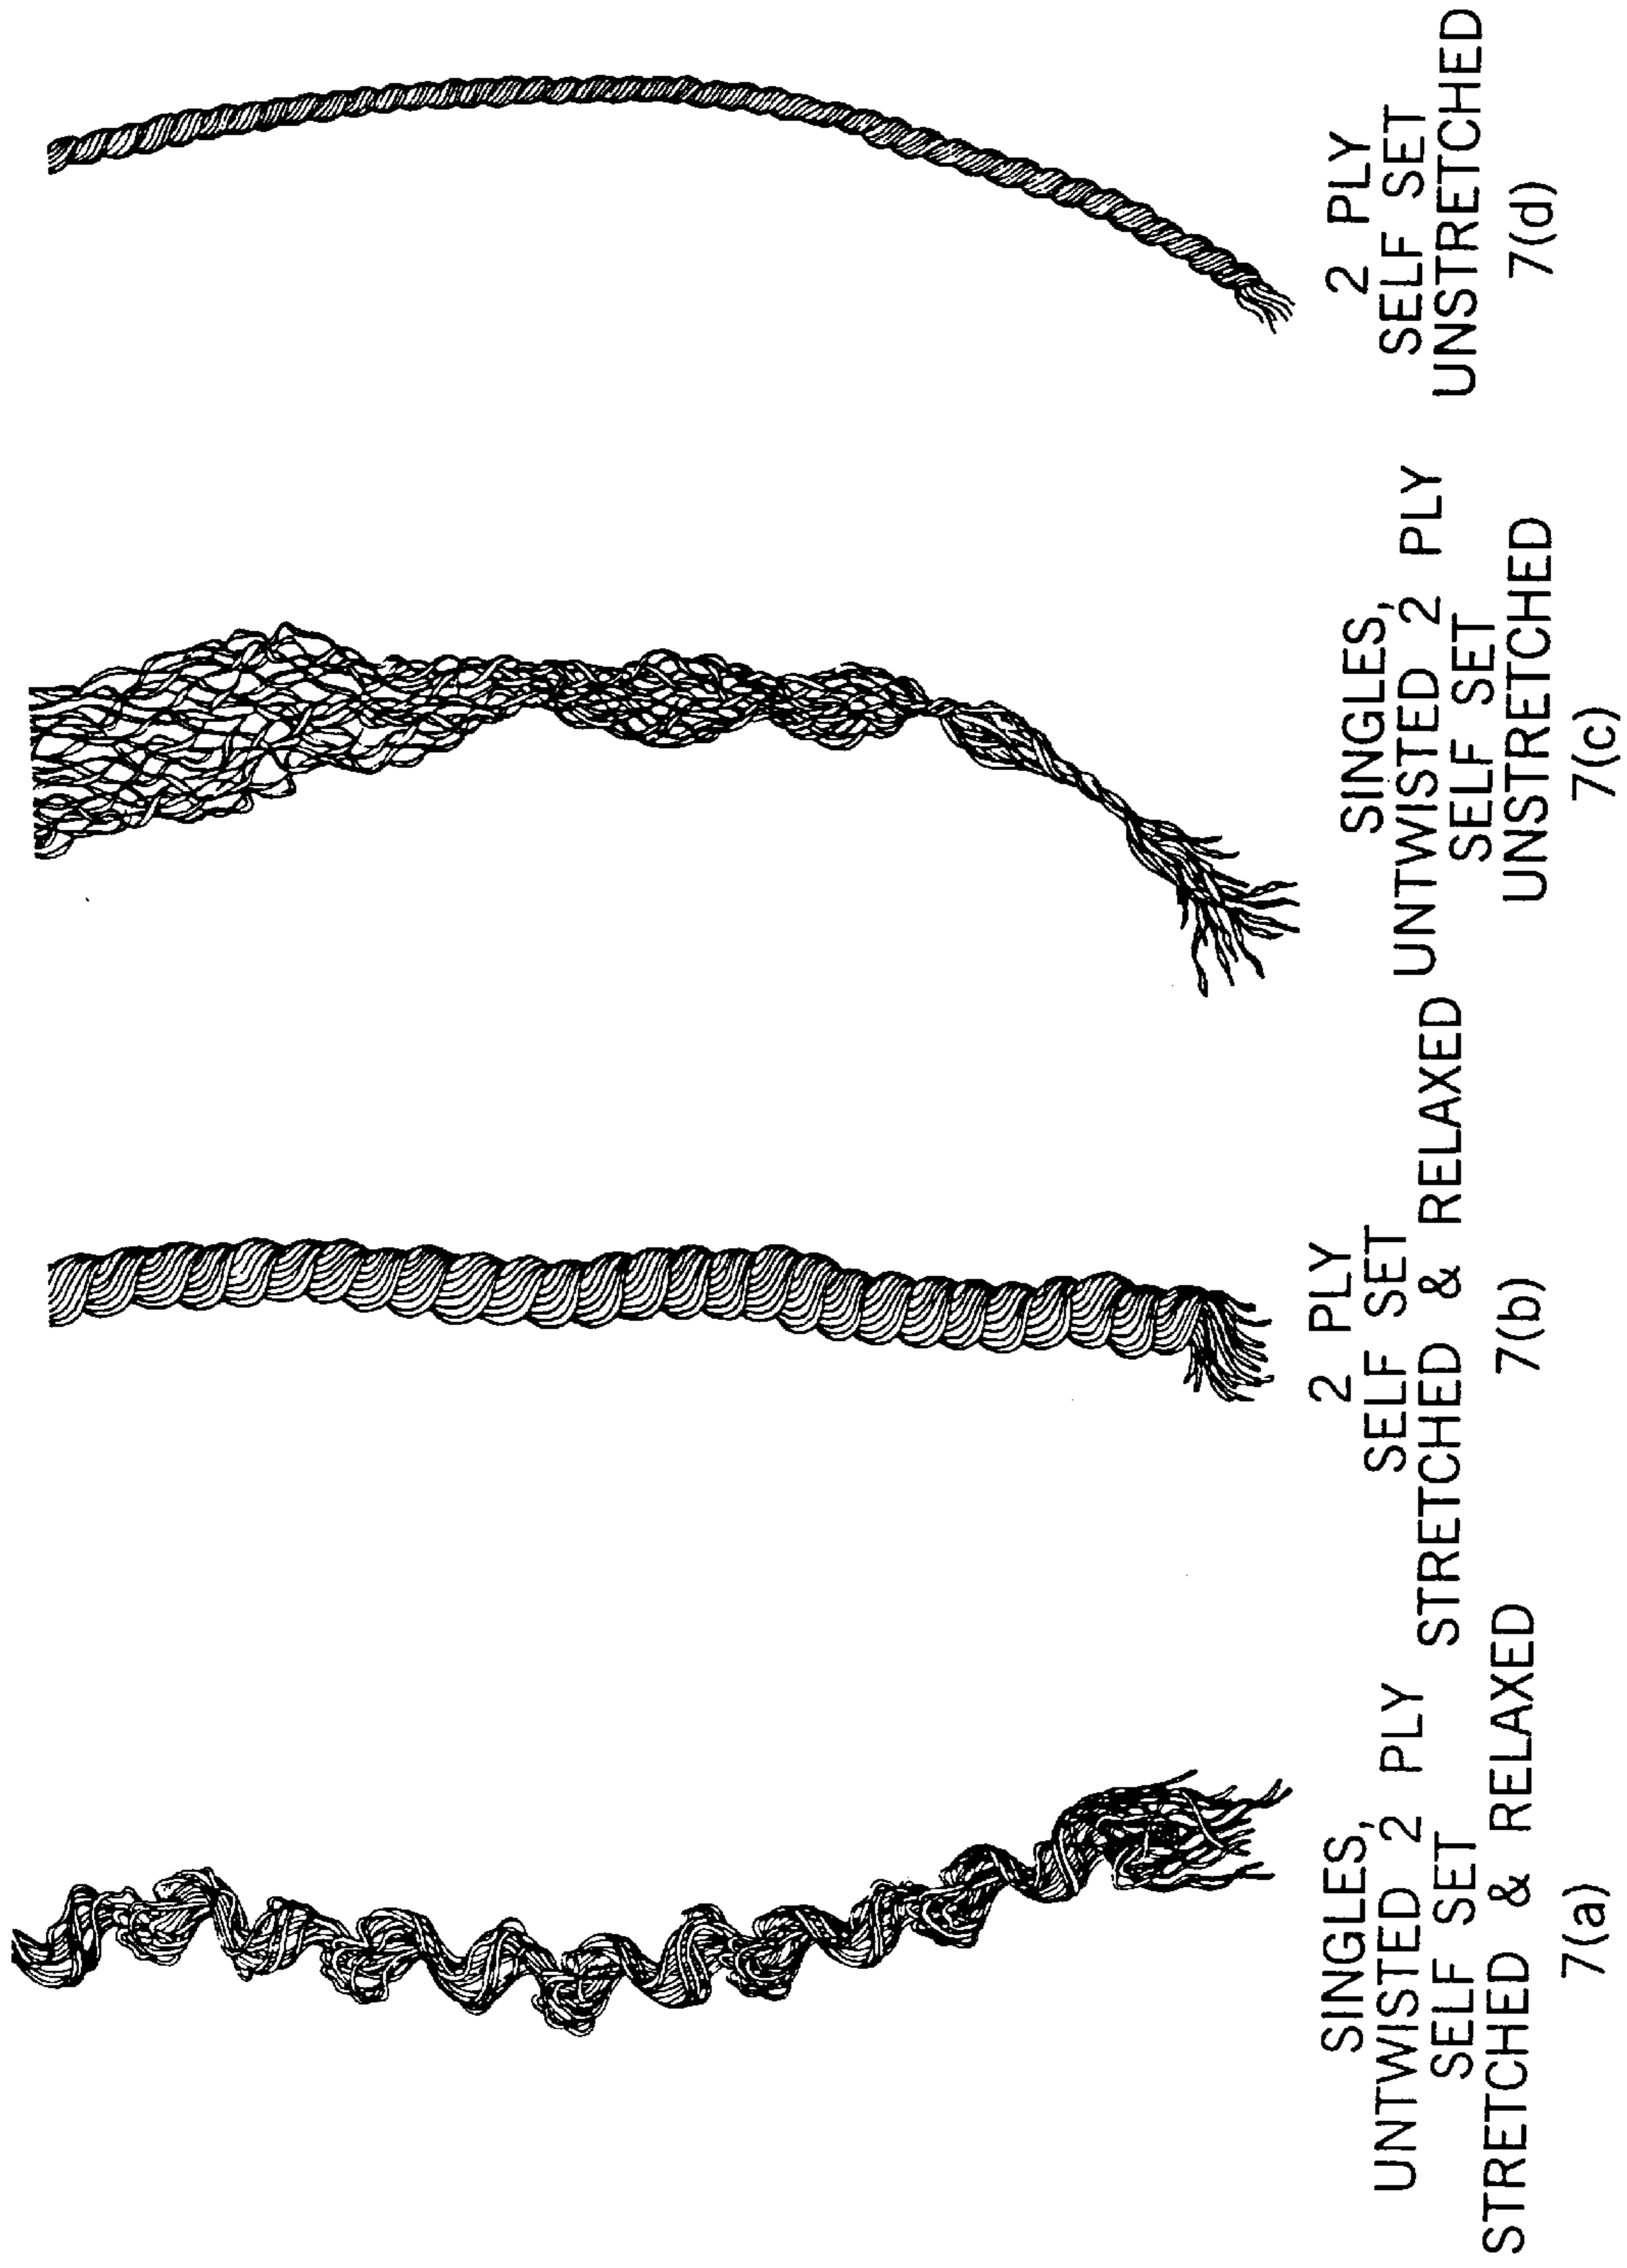 SINGLES,
UNTWISTED 2 PLY
SELF SET
STRETCHED & RELAXED
7(a)
2 PLY
SELF SET
STRETCHED & RELAXED
7(b)
SINGLES,
UNTWISTED 2 PLY
SELF SET
UNSTRETCHED
7(c)
2 PLY
SELF SET
UNSTRETCHED
7(d)